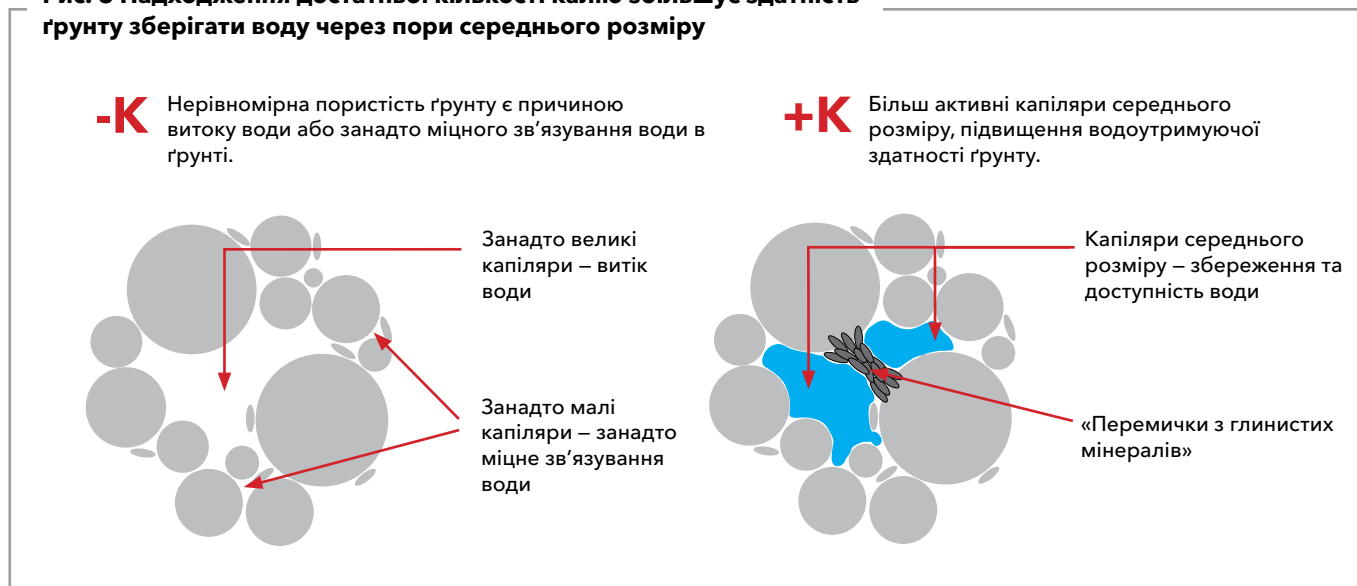 ґрунту зберігати воду через пори середнього розміру
-K
Нерівномірна пористість ґрунту є причиною
витоку води або занадто міцного зв’язування води в
ґрунті.
+K
Більш активні капіляри середнього
розміру, підвищення водоутримуючої
здатності ґрунту.
Занадто великі
капіляри – витік
води
Занадто малі
капіляри – занадто
міцне зв’язування
води
Капіляри середнього
розміру – збереження та
доступність води
«Перемички з глинистих
мінералів»